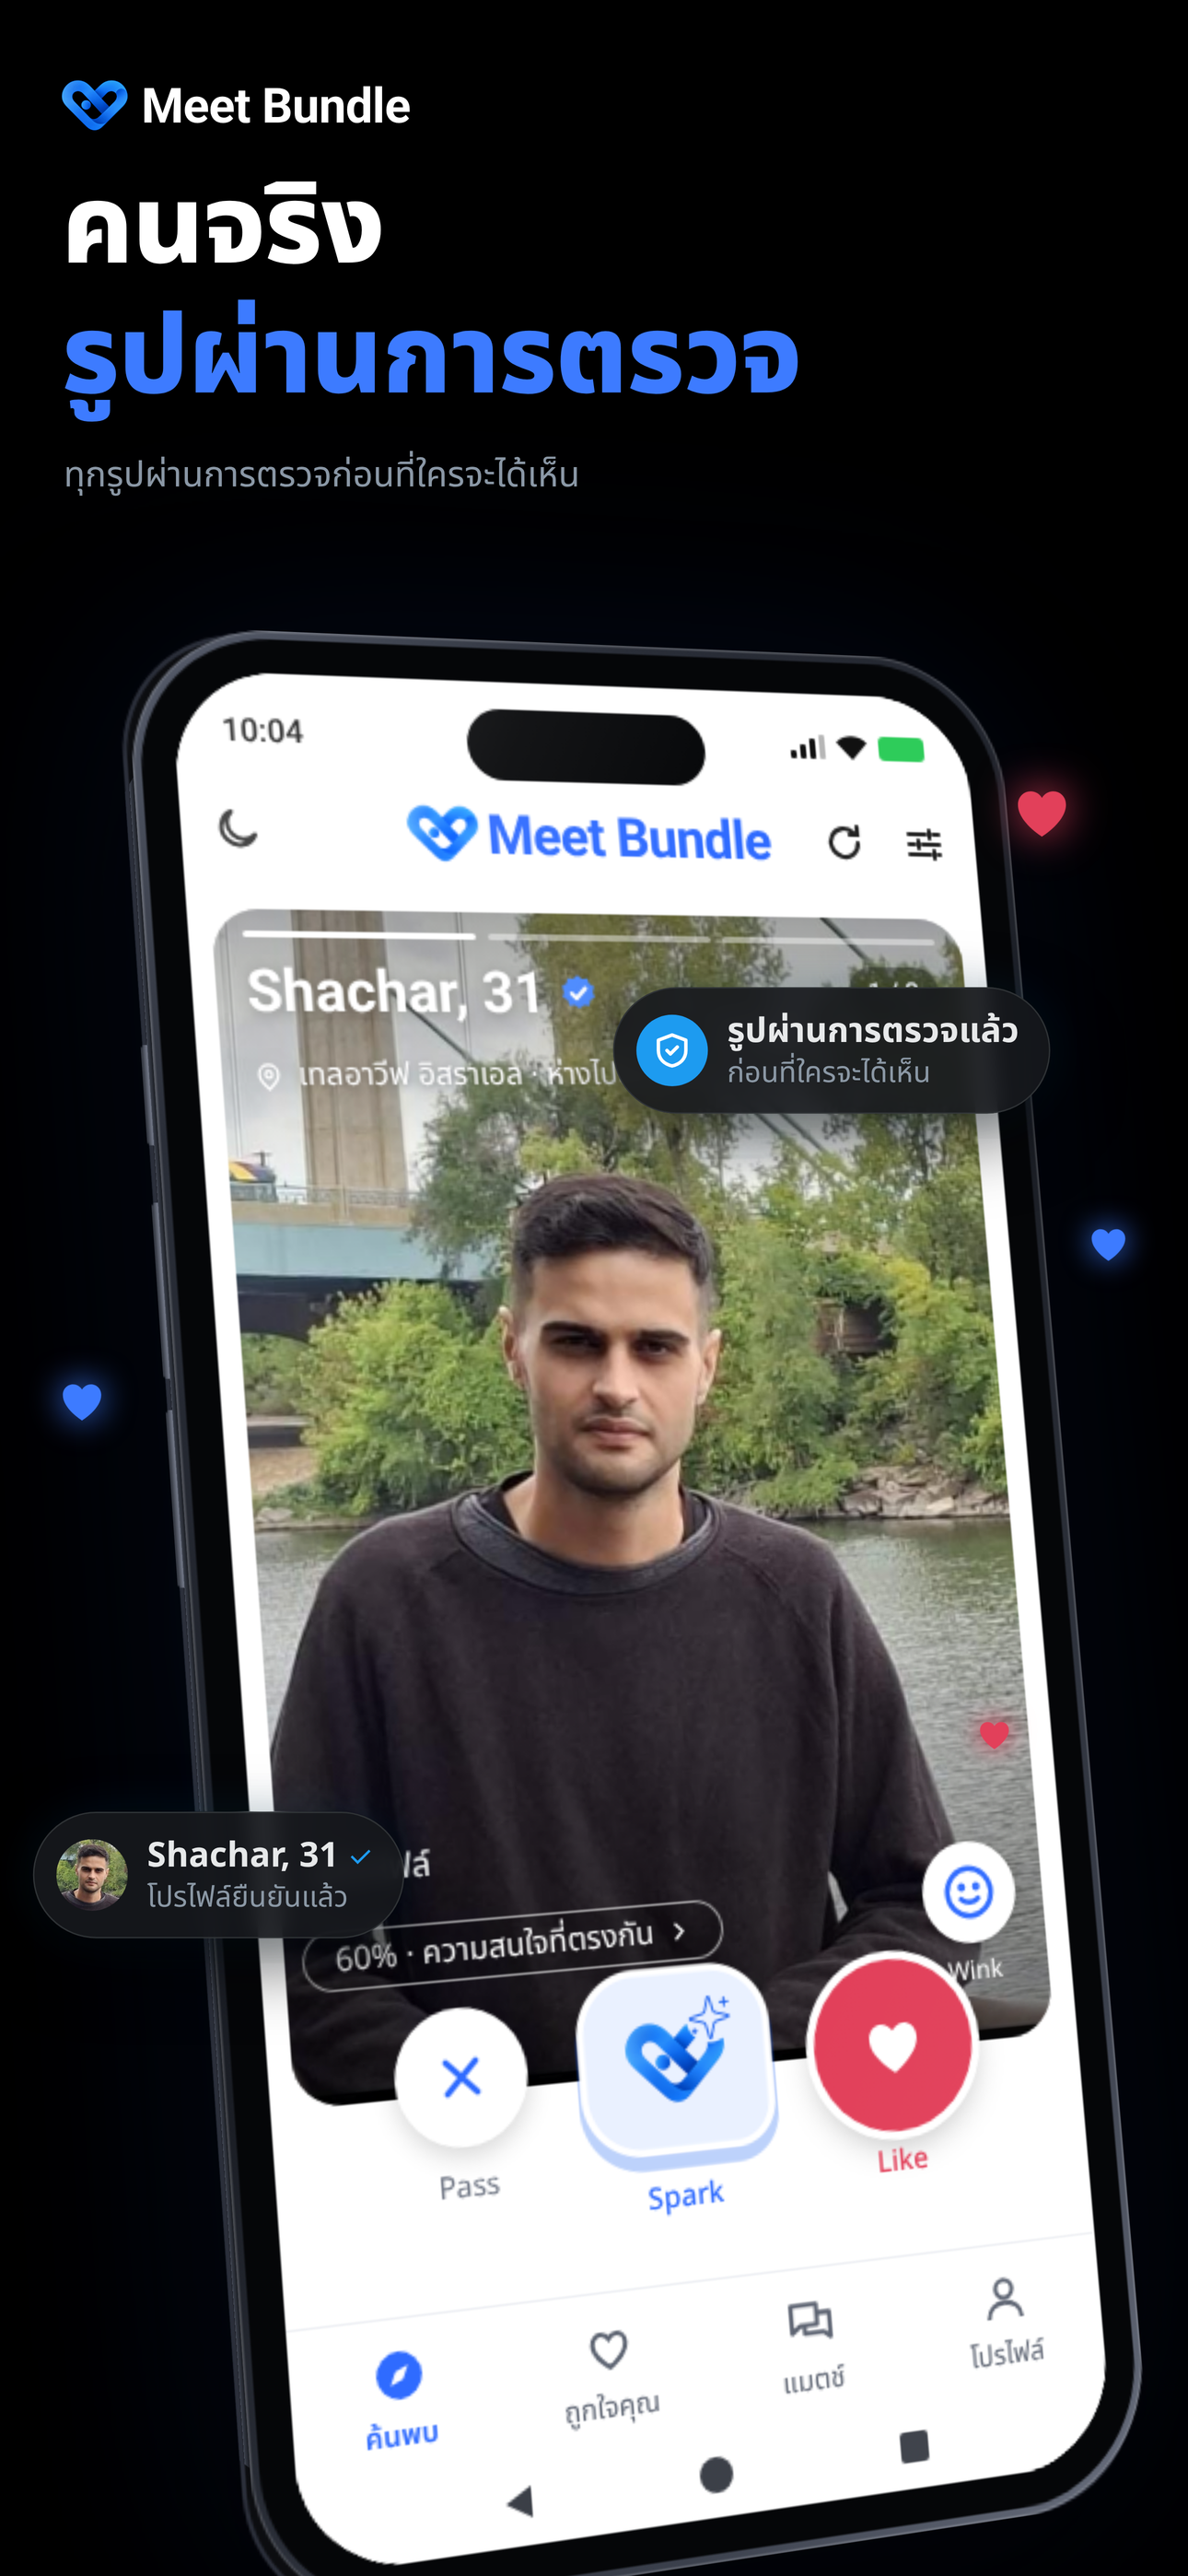 Meet Bundle
คนจริง
รูปผ่านการตรวจ
ทุกรูปผ่านการตรวจก่อนที่ใครจะได้เห็น
10:04
Meet Bundle
Shachar, 31
รูปผ่านการตรวจแล้ว
ก่อนที่ใครจะได้เห็น
เทลอาวีฟ อิสราเอล · ห่างไป
Shachar, 31
โปรไฟล์ยืนยันแล้ว
60% · ความสนใจที่ตรงกัน
Wink
Pass
Spark
Like
ค้นพบ
ถูกใจคุณ
แมตช์
โปรไฟล์